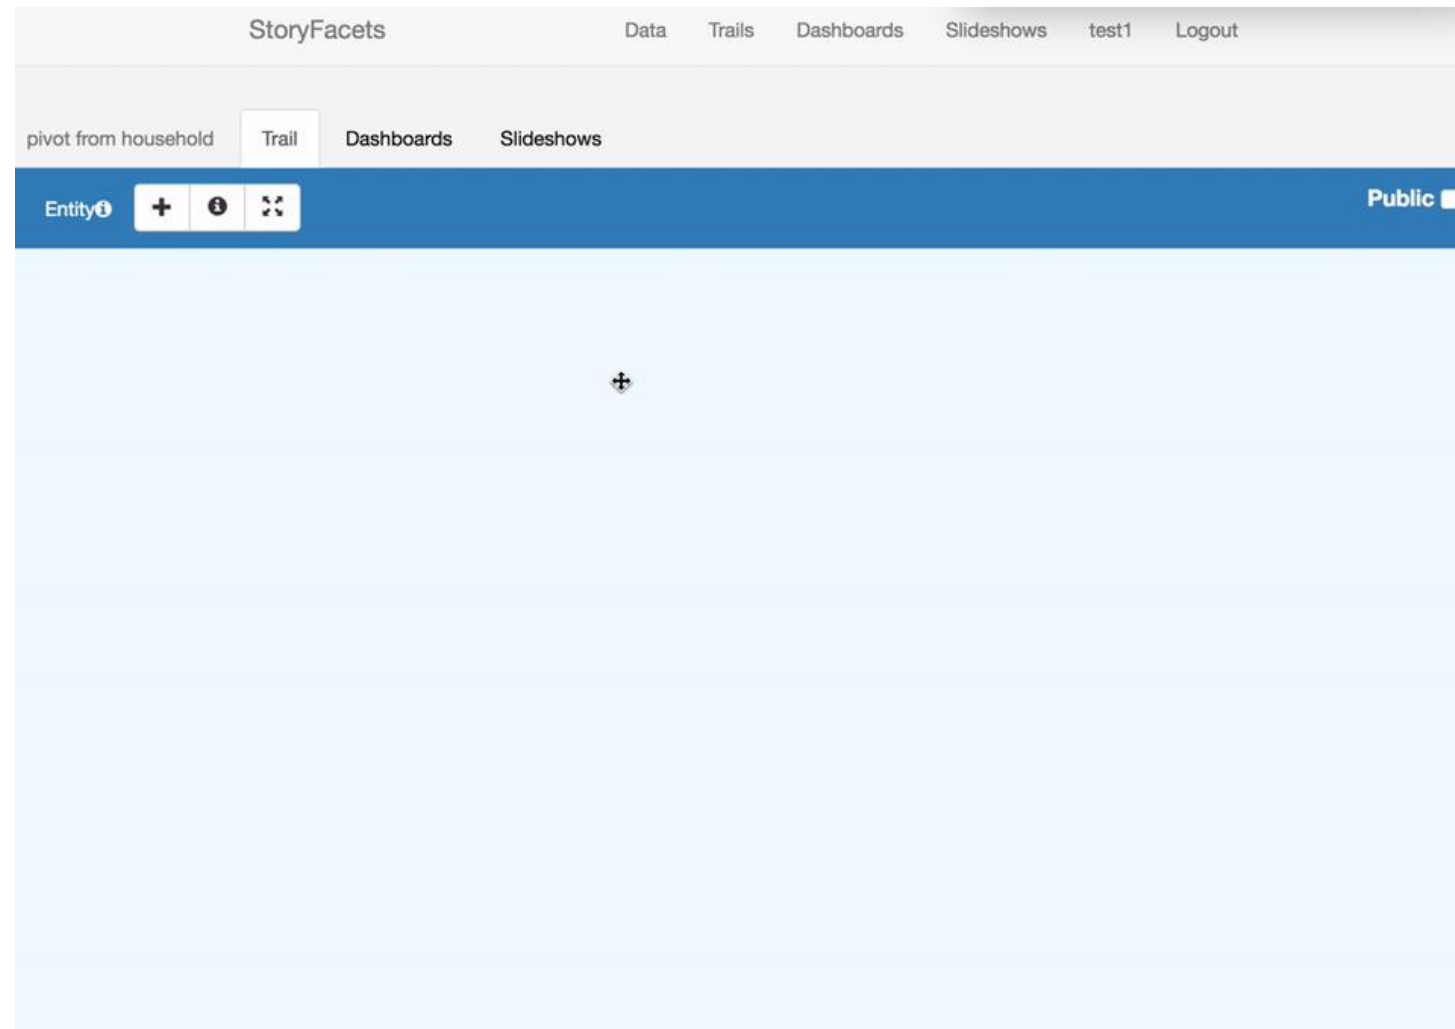 StoryFacets Data Trails Dashboards Slideshows test1 Logout
pivot from household Trail Dashboards Slideshows
Entity Public